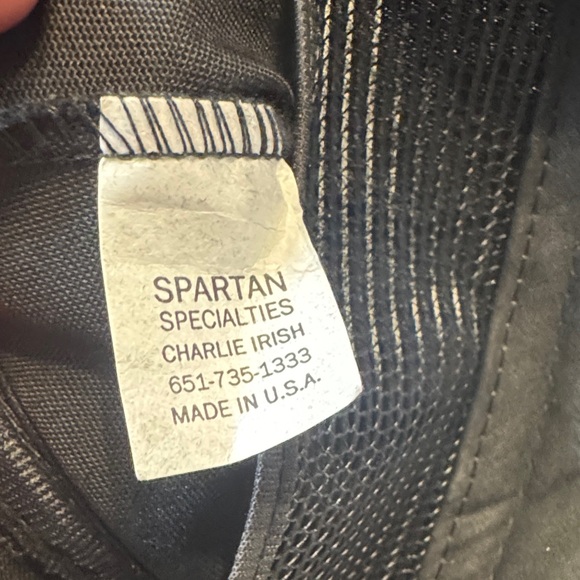 SPARTAN
SPECIALTIES
CHARLIE IRISH
651-735-1333
MADE IN U.S.A.